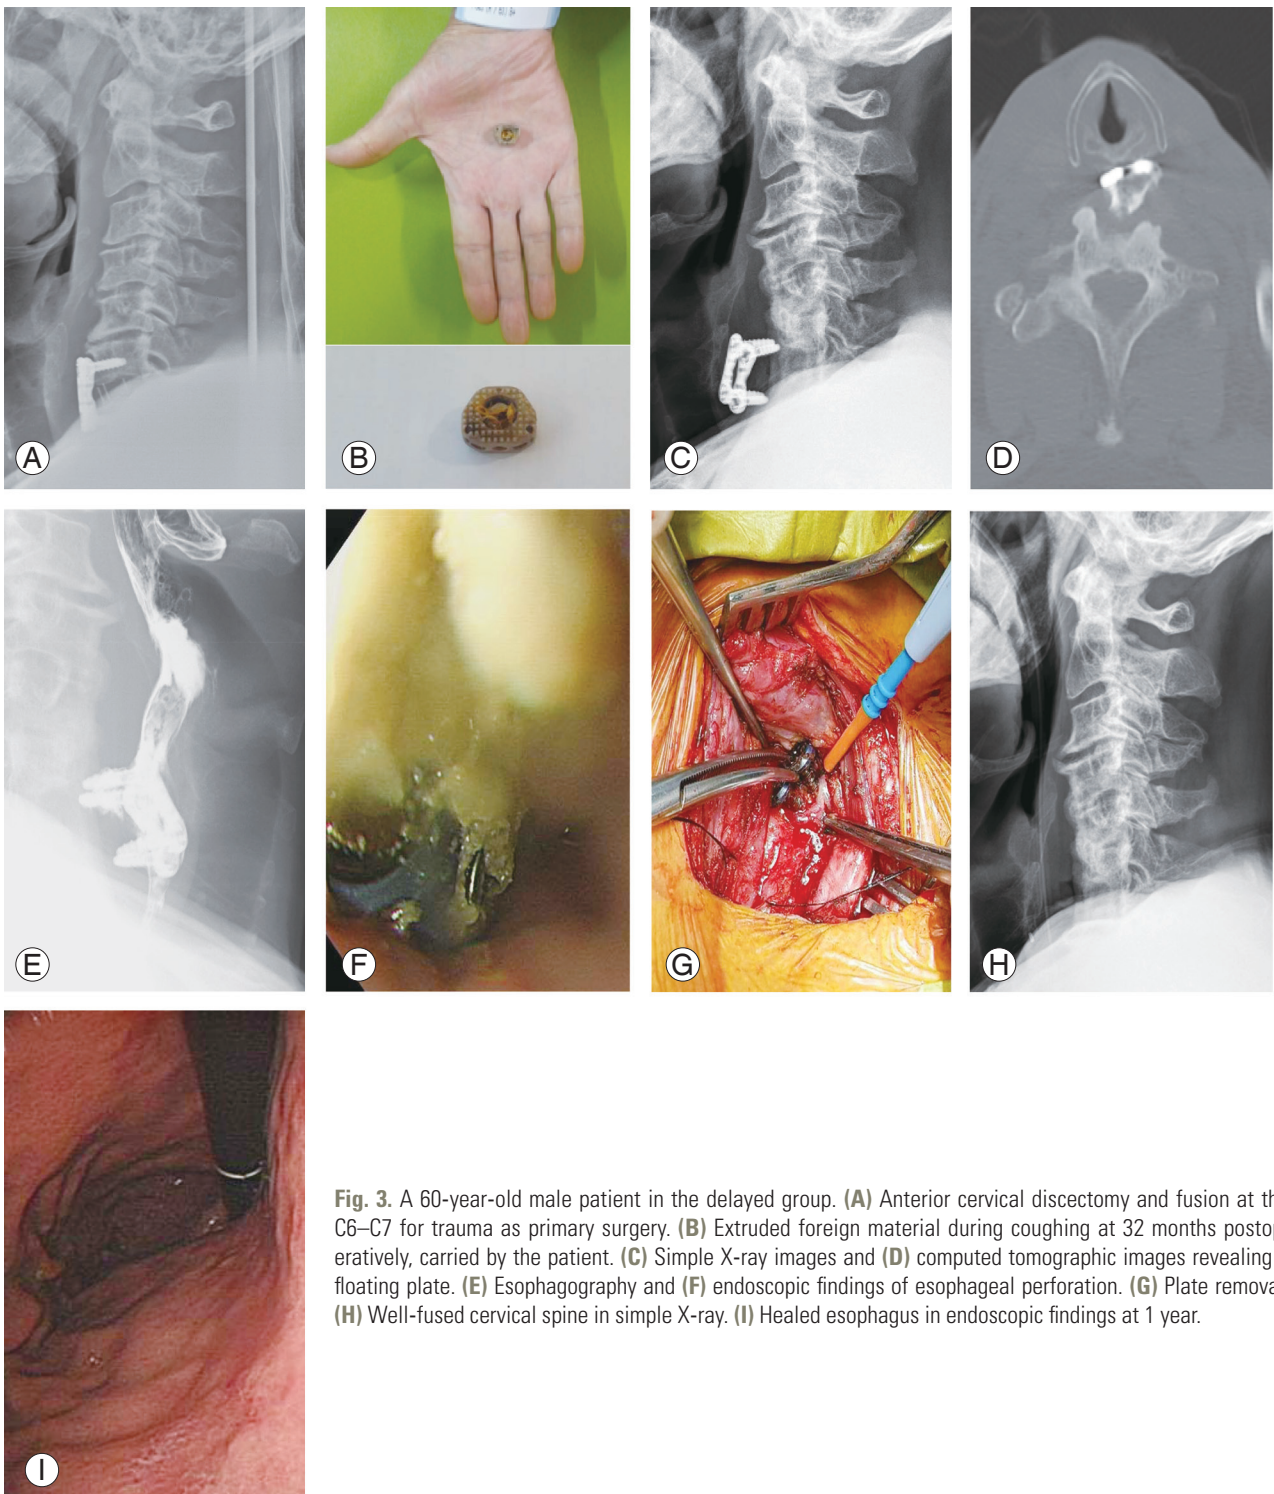 A
B
C
D
E
F
G
H
I
Fig. 3. A 60-year-old male patient in the delayed group. (A) Anterior cervical discectomy and fusion at th
C6–C7 for trauma as primary surgery. (B) Extruded foreign material during coughing at 32 months postop
eratively, carried by the patient. (C) Simple X-ray images and (D) computed tomographic images revealing
floating plate. (E) Esophagography and (F) endoscopic findings of esophageal perforation. (G) Plate remova
(H) Well-fused cervical spine in simple X-ray. (I) Healed esophagus in endoscopic findings at 1 year.